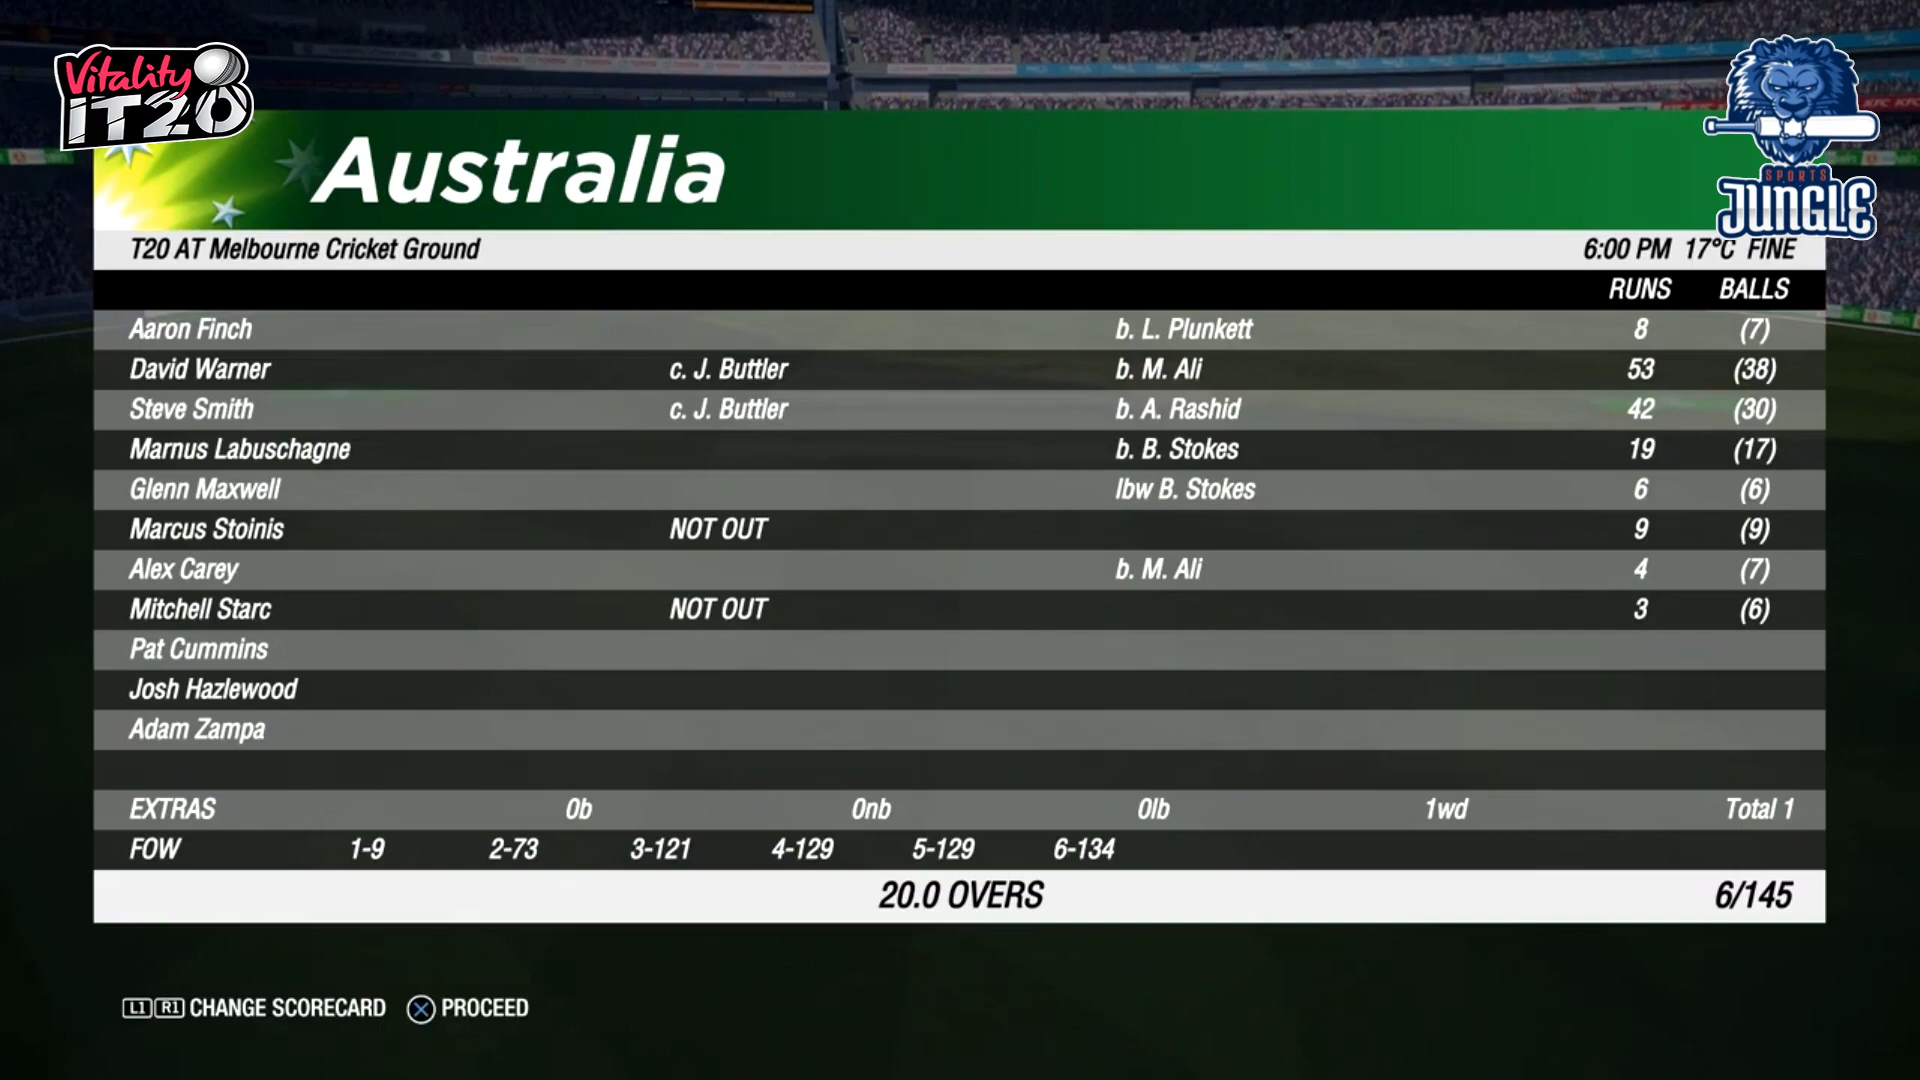 Vitality
IT20
SPORTS
JUNGLE
Australia
T20 AT Melbourne Cricket Ground 6:00 PM 17°C FINE
RUNS BALLS
Aaron Finch b. L. Plunkett 8 (7)
David Warner c. J. Buttler b. M. Ali 53 (38)
Steve Smith c. J. Buttler b. A. Rashid 42 (30)
Marnus Labuschagne b. B. Stokes 19 (17)
Glenn Maxwell lbw B. Stokes 6 (6)
Marcus Stoinis NOT OUT 9 (9)
Alex Carey b. M. Ali 4 (7)
Mitchell Starc NOT OUT 3 (6)
Pat Cummins
Josh Hazlewood
Adam Zampa
EXTRAS 0b 0nb 0lb 1wd Total 1
FOW 1-9 2-73 3-121 4-129 5-129 6-134
20.0 OVERS 6/145
L1 R1 CHANGE SCORECARD PROCEED